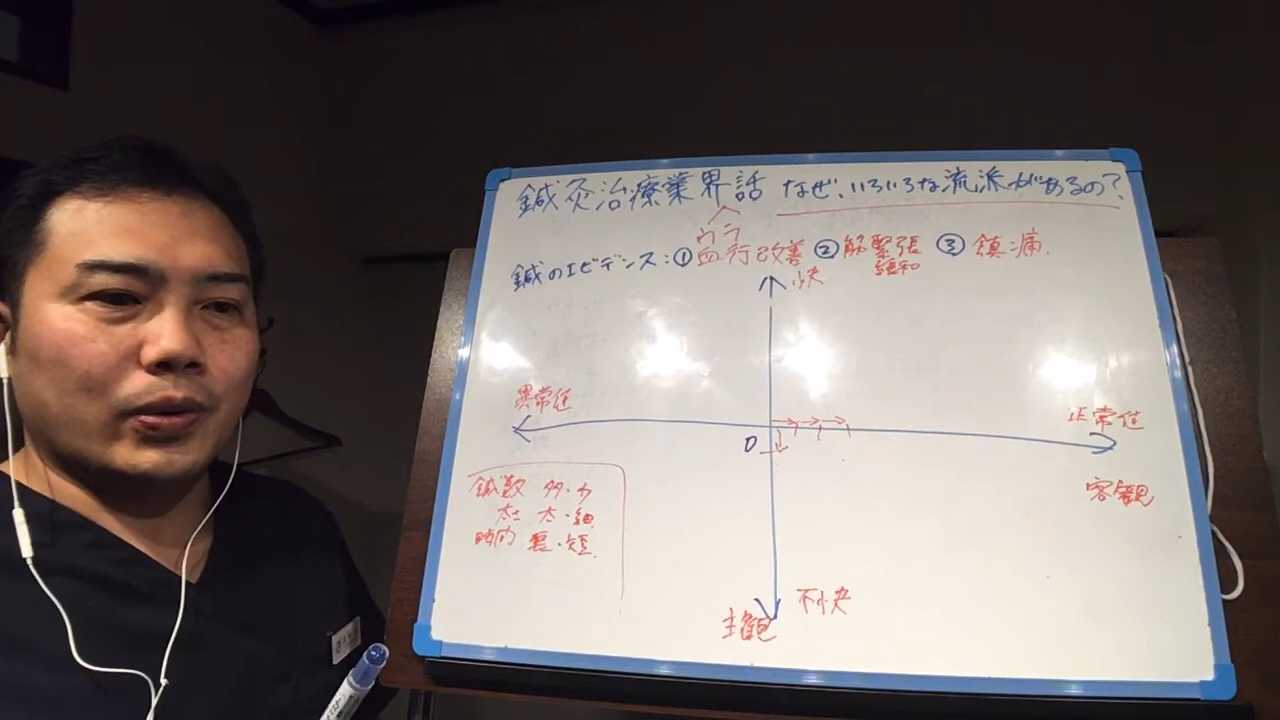 鍼灸治療業界話 なぜ、いろいろな流派があるの?
ウラ
鍼のエビデンス:①血行改善 ②筋緊張緩和 ③鎮痛
快
異常値
正常値
0
客観
鍼数 多・少
太さ 太・細
時間 長・短
不快
主観